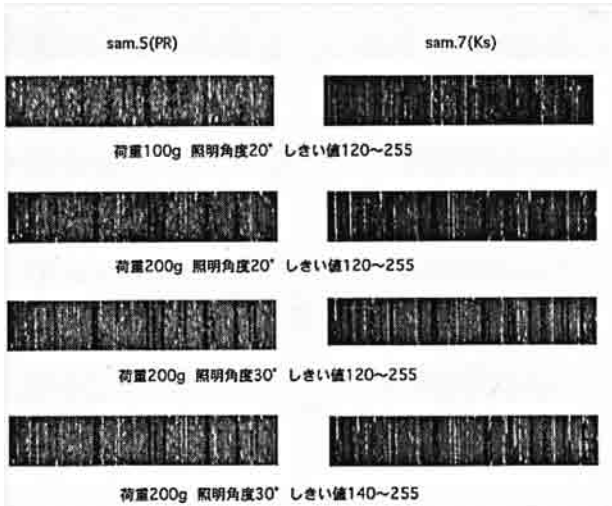 sam.5(PR) sam.7(Ks)
荷重100g 照明角度20° しきい値120〜255
荷重200g 照明角度20° しきい値120〜255
荷重200g 照明角度30° しきい値120〜255
荷重200g 照明角度30° しきい値140〜255